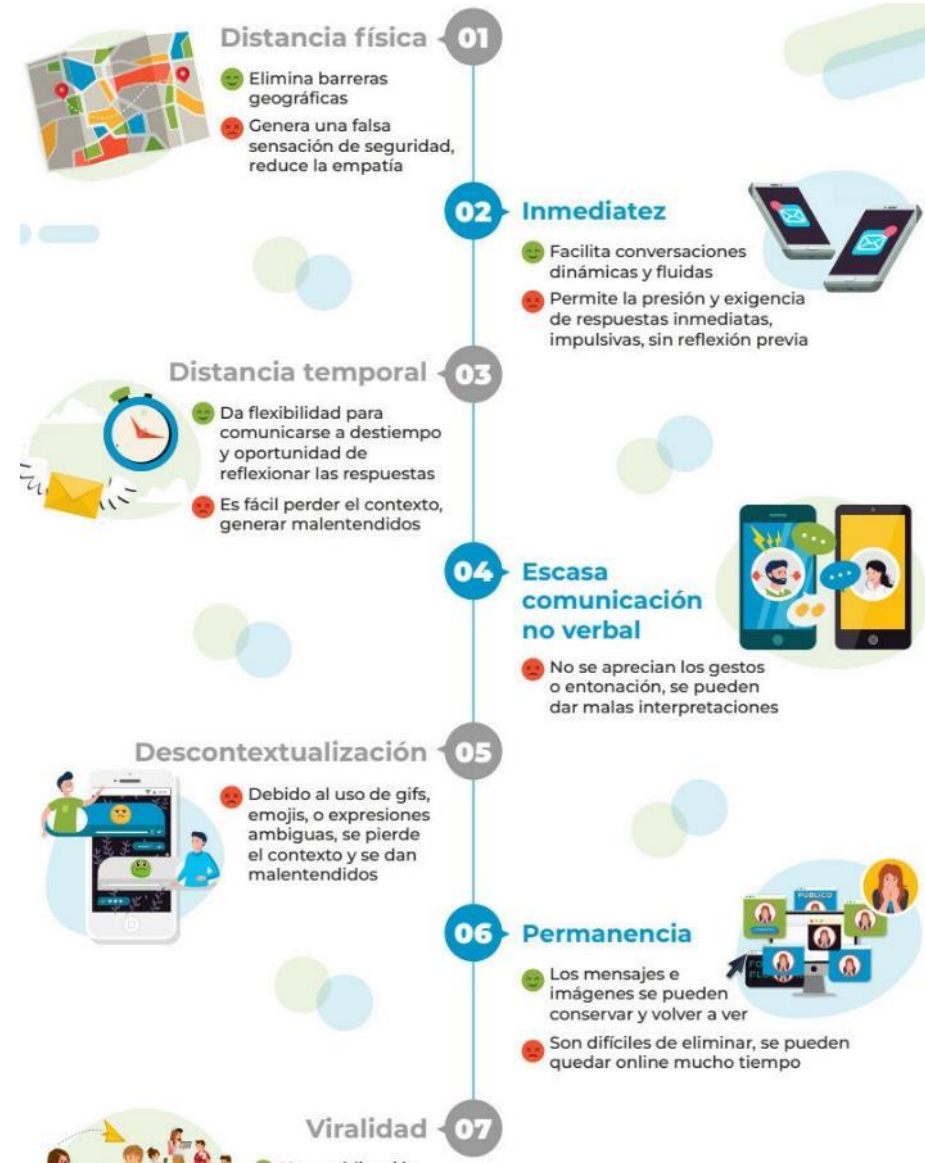 Distancia física
01
Elimina barreras
geográficas
Genera una falsa
sensación de seguridad,
reduce la empatía
02
Inmediatez
Facilita conversaciones
dinámicas y fluidas
Permite la presión y exigencia
de respuestas inmediatas,
impulsivas, sin reflexión previa
Distancia temporal
03
Da flexibilidad para
comunicarse a destiempo
y oportunidad de
reflexionar las respuestas
Es fácil perder el contexto,
generar malentendidos
04
Escasa
comunicación
no verbal
No se aprecian los gestos
o entonación, se pueden
dar malas interpretaciones
Descontextualización
05
Debido al uso de gifs,
emojis, o expresiones
ambiguas, se pierde
el contexto y se dan
malentendidos
06
Permanencia
PÚBLICO
Los mensajes e
imágenes se pueden
conservar y volver a ver
Son difíciles de eliminar, se pueden
quedar online mucho tiempo
Viralidad
07